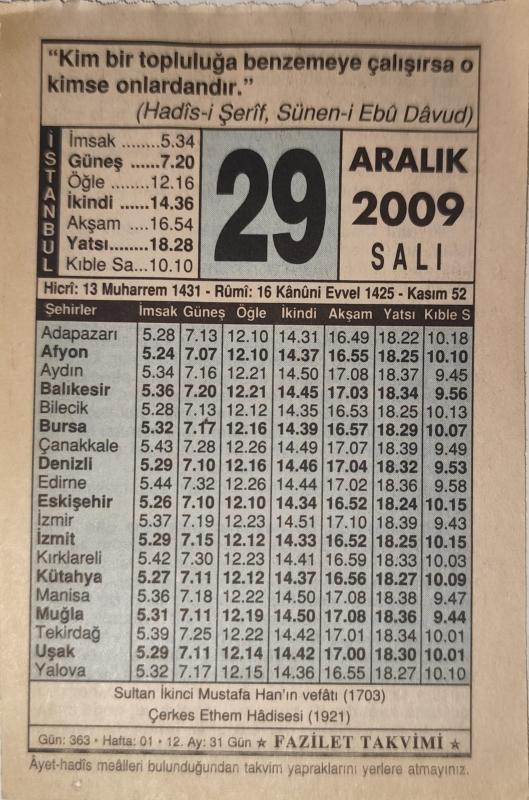 “Kim bir topluluğa benzemeye çalışırsa o
kimse onlardandır.”
(Hadîs-i Şerîf, Sünen-i Ebû Dâvud)
İSTANBUL
İmsak ........5.34
Güneş ......7.20
Öğle ........12.16
İkindi ......14.36
Akşam ....16.54
Yatsı........18.28
Kıble Sa...10.10
29
ARALIK
2009
SALI
Hicrî: 13 Muharrem 1431 - Rûmî: 16 Kânûni Evvel 1425 - Kasım 52
Şehirler İmsak Güneş Öğle İkindi Akşam Yatsı Kıble S
Adapazarı 5.28 7.13 12.10 14.31 16.49 18.22 10.18
Afyon 5.24 7.07 12.10 14.37 16.55 18.25 10.10
Aydın 5.34 7.16 12.21 14.50 17.08 18.37 9.45
Balıkesir 5.36 7.20 12.21 14.45 17.03 18.34 9.56
Bilecik 5.28 7.13 12.12 14.35 16.53 18.25 10.13
Bursa 5.32 7.17 12.16 14.39 16.57 18.29 10.07
Çanakkale 5.43 7.28 12.26 14.49 17.07 18.39 9.49
Denizli 5.29 7.10 12.16 14.46 17.04 18.32 9.53
Edirne 5.44 7.32 12.26 14.44 17.02 18.36 9.58
Eskişehir 5.26 7.10 12.10 14.34 16.52 18.24 10.15
İzmir 5.37 7.19 12.23 14.51 17.10 18.39 9.43
İzmit 5.29 7.15 12.12 14.33 16.52 18.25 10.15
Kırklareli 5.42 7.30 12.23 14.41 16.59 18.33 10.03
Kütahya 5.27 7.11 12.12 14.37 16.56 18.27 10.09
Manisa 5.36 7.18 12.22 14.50 17.08 18.38 9.47
Muğla 5.31 7.11 12.19 14.50 17.08 18.36 9.44
Tekirdağ 5.39 7.25 12.22 14.42 17.01 18.34 10.01
Uşak 5.29 7.11 12.14 14.42 17.00 18.30 10.01
Yalova 5.32 7.17 12.15 14.36 16.55 18.27 10.10
Sultan İkinci Mustafa Han’ın vefâtı (1703)
Çerkes Ethem Hâdisesi (1921)
Gün: 363 • Hafta: 01 • 12. Ay: 31 Gün ★ FAZİLET TAKVİMİ ★
Âyet-hadîs meâlleri bulunduğundan takvim yapraklarını yerlere atmayınız.